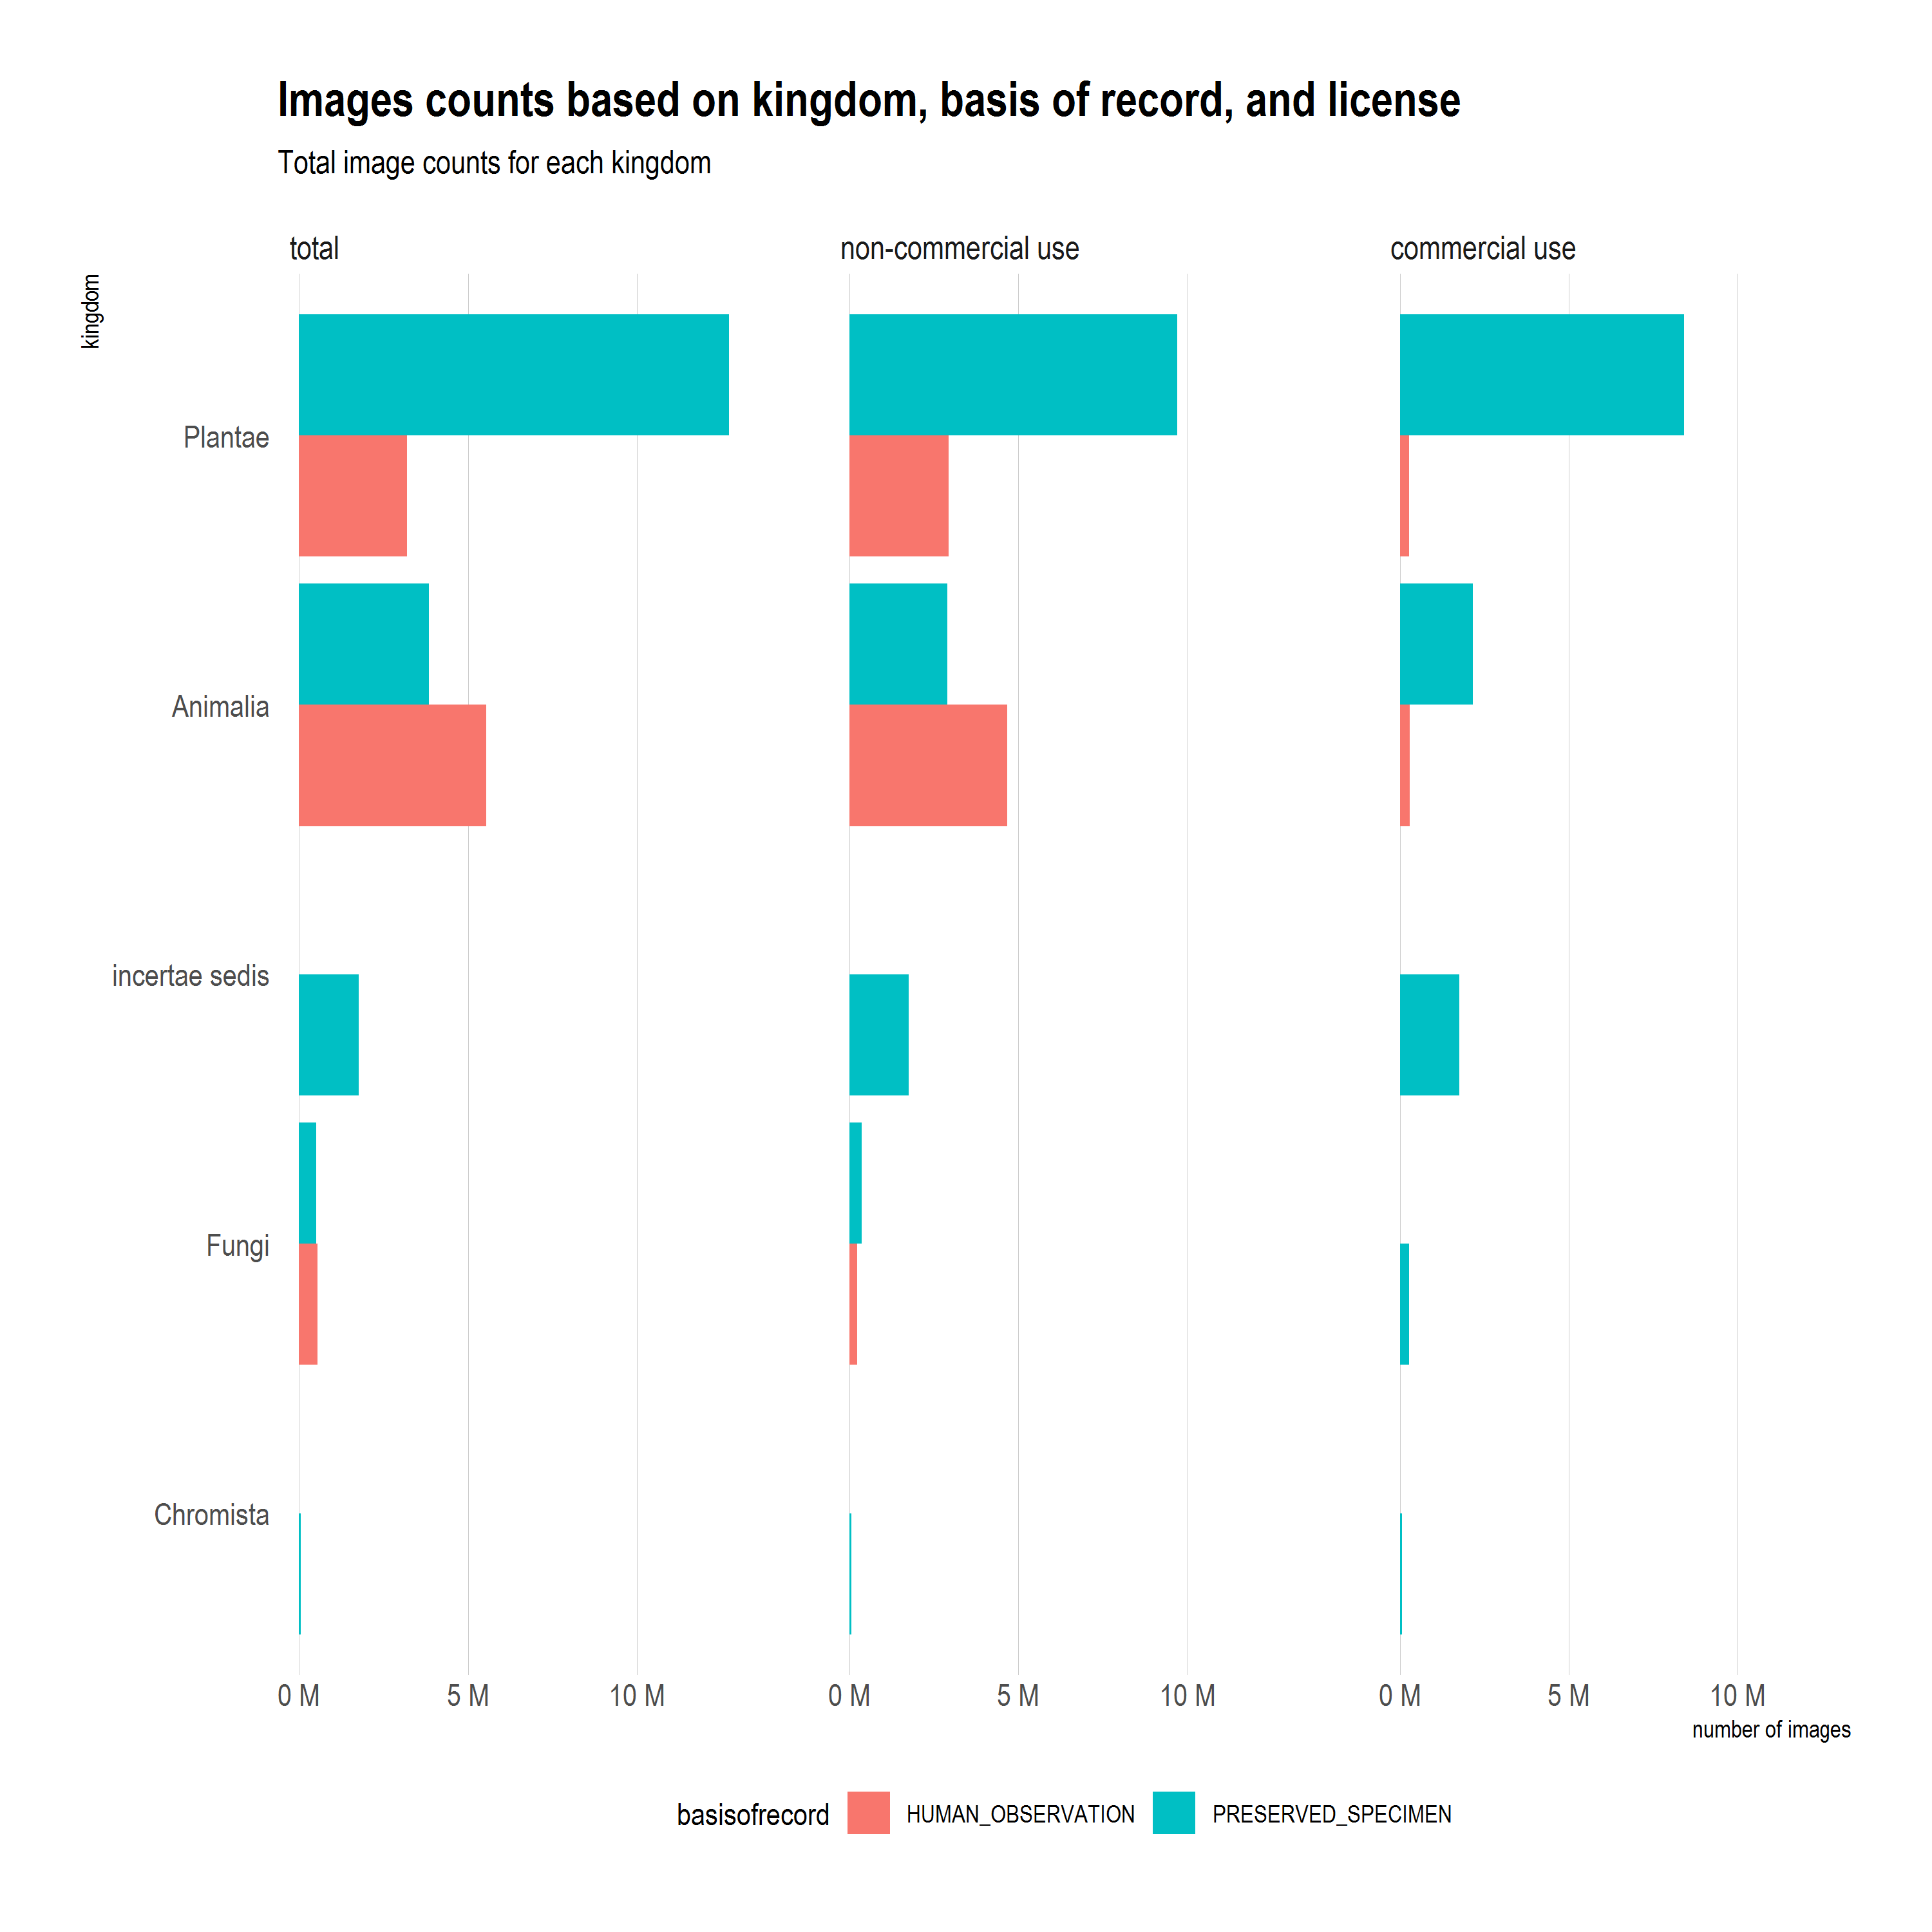 Images counts based on kingdom, basis of record, and license
Total image counts for each kingdom
total
non-commercial use
commercial use
kingdom
Plantae
Animalia
incertae sedis
Fungi
Chromista
0 M 5 M 10 M
0 M 5 M 10 M
0 M 5 M 10 M
number of images
basisofrecord HUMAN_OBSERVATION PRESERVED_SPECIMEN